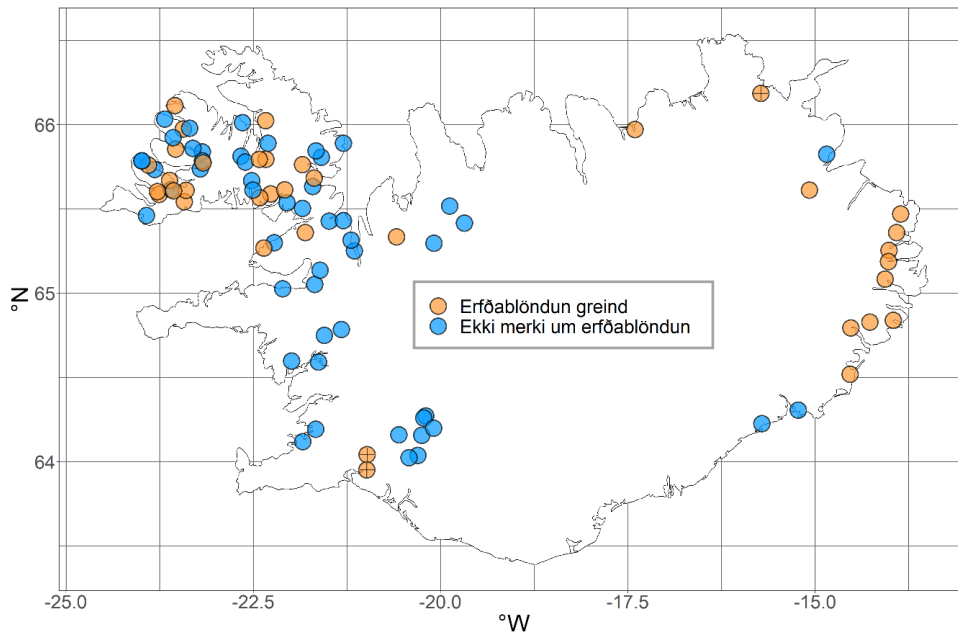 66
65
64
°N
Erfðablöndun greind
Ekki merki um erfðablöndun
-25.0 -22.5 -20.0 -17.5 -15.0
°W